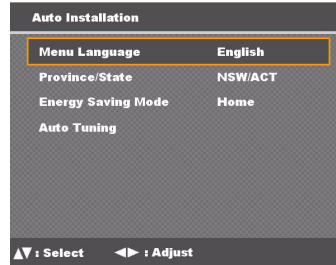 Auto Installation
Menu Language English
Province/State NSW/ACT
Energy Saving Mode Home
Auto Tuning
▲▼ : Select ◀▶ : Adjust